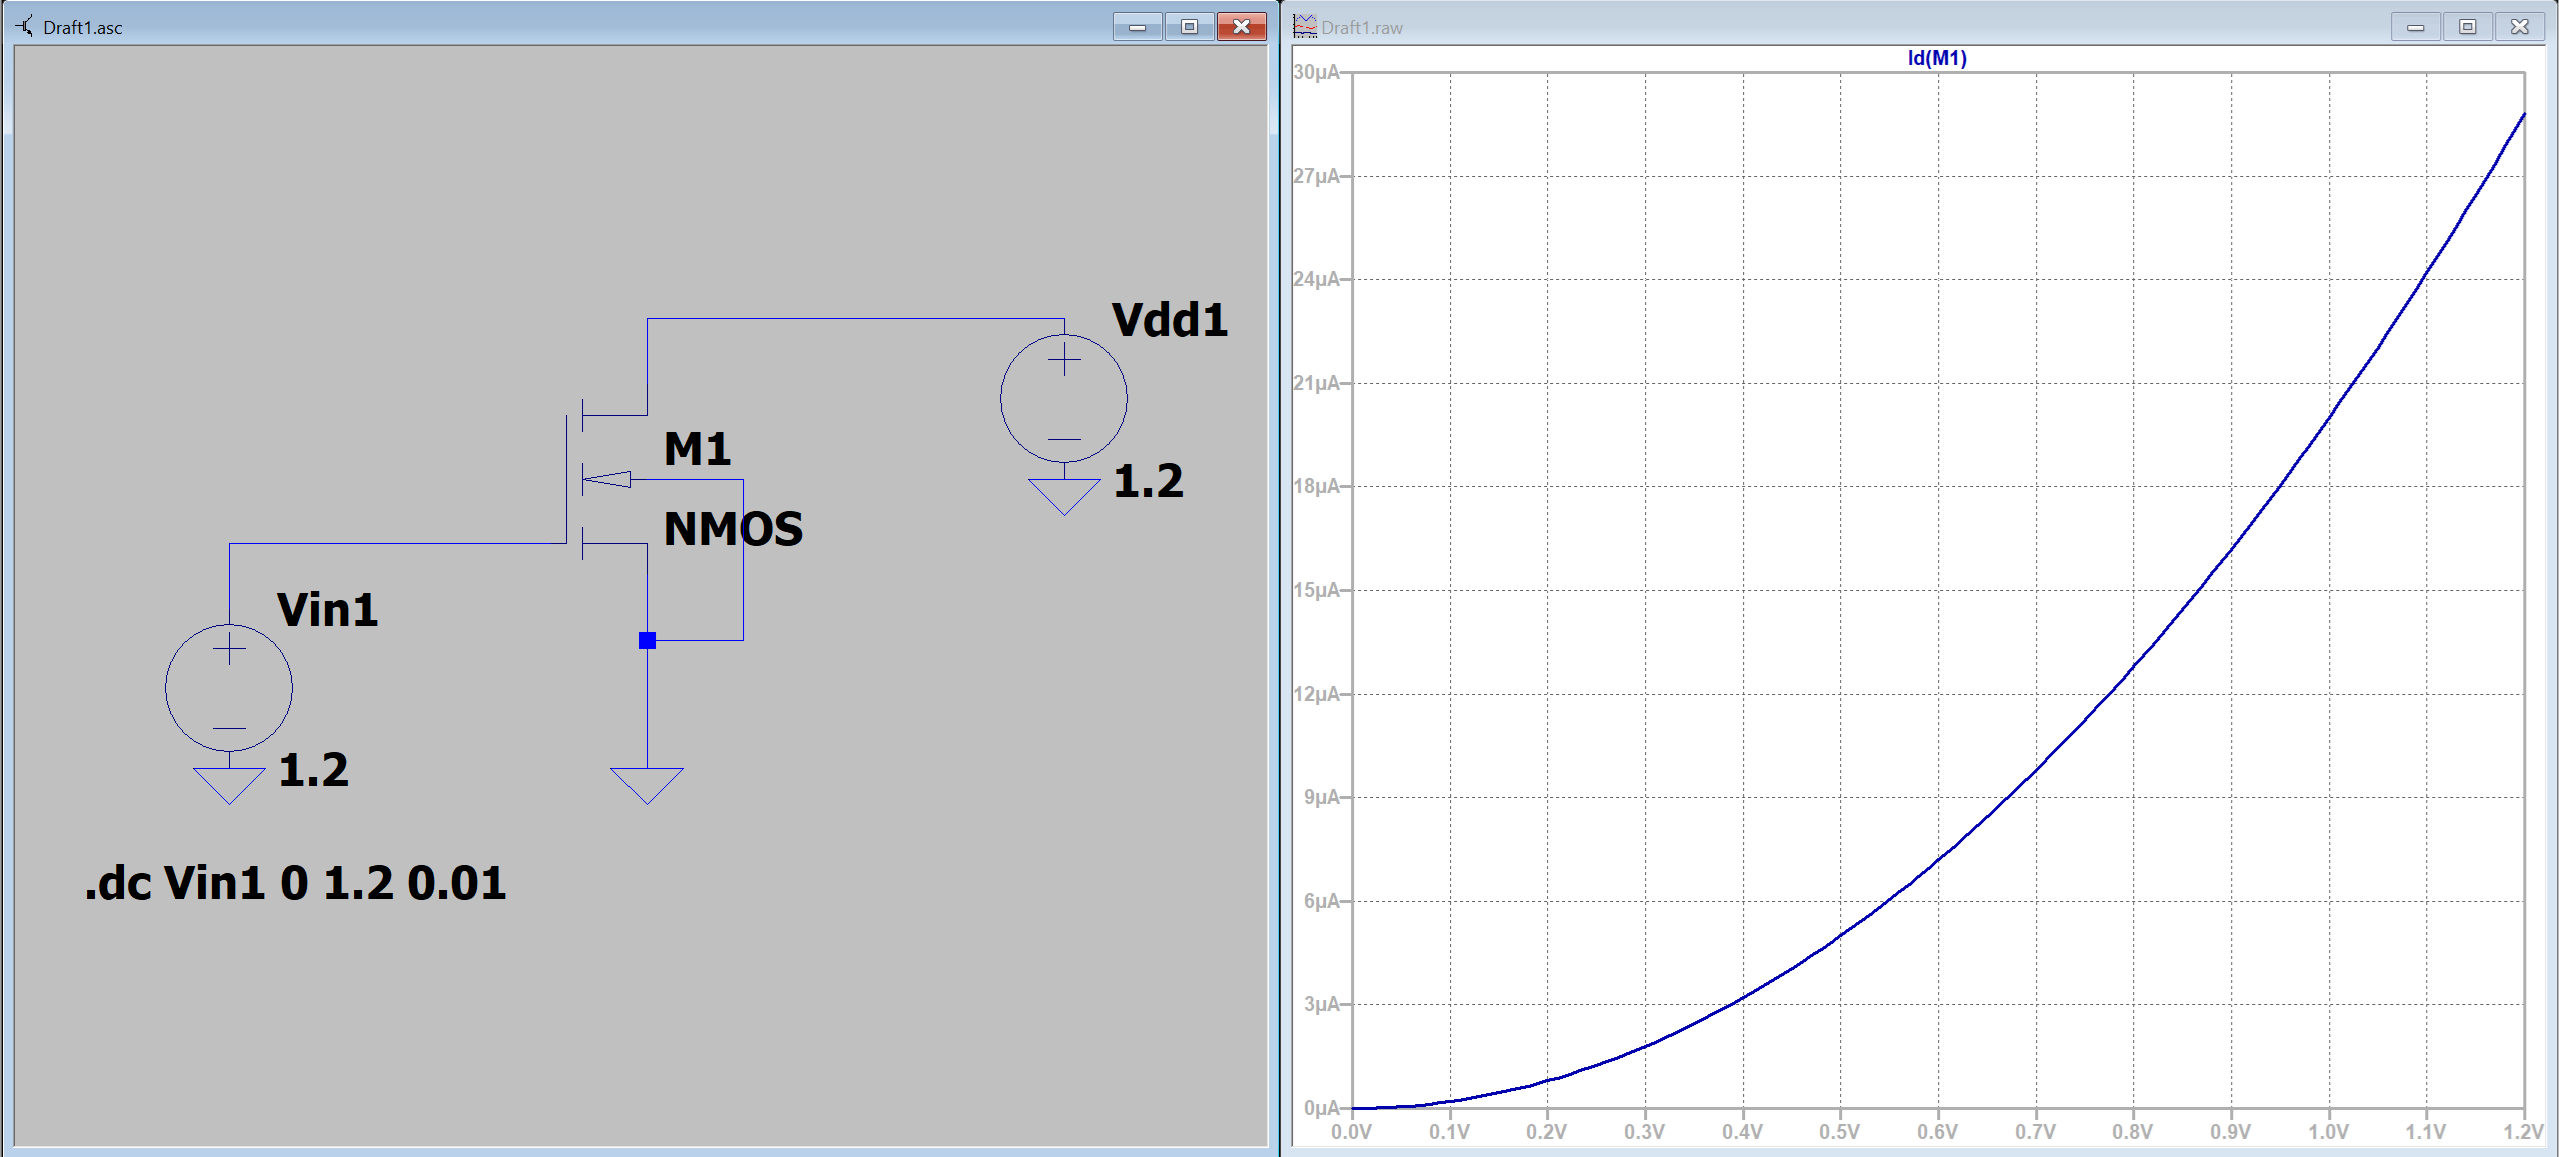 Draft1.asc
Vdd1
1.2
M1
NMOS
Vin1
1.2
.dc Vin1 0 1.2 0.01
Draft1.raw
Id(M1)
30µA
27µA
24µA
21µA
18µA
15µA
12µA
9µA
6µA
3µA
0µA
0.0V 0.1V 0.2V 0.3V 0.4V 0.5V 0.6V 0.7V 0.8V 0.9V 1.0V 1.1V 1.2V